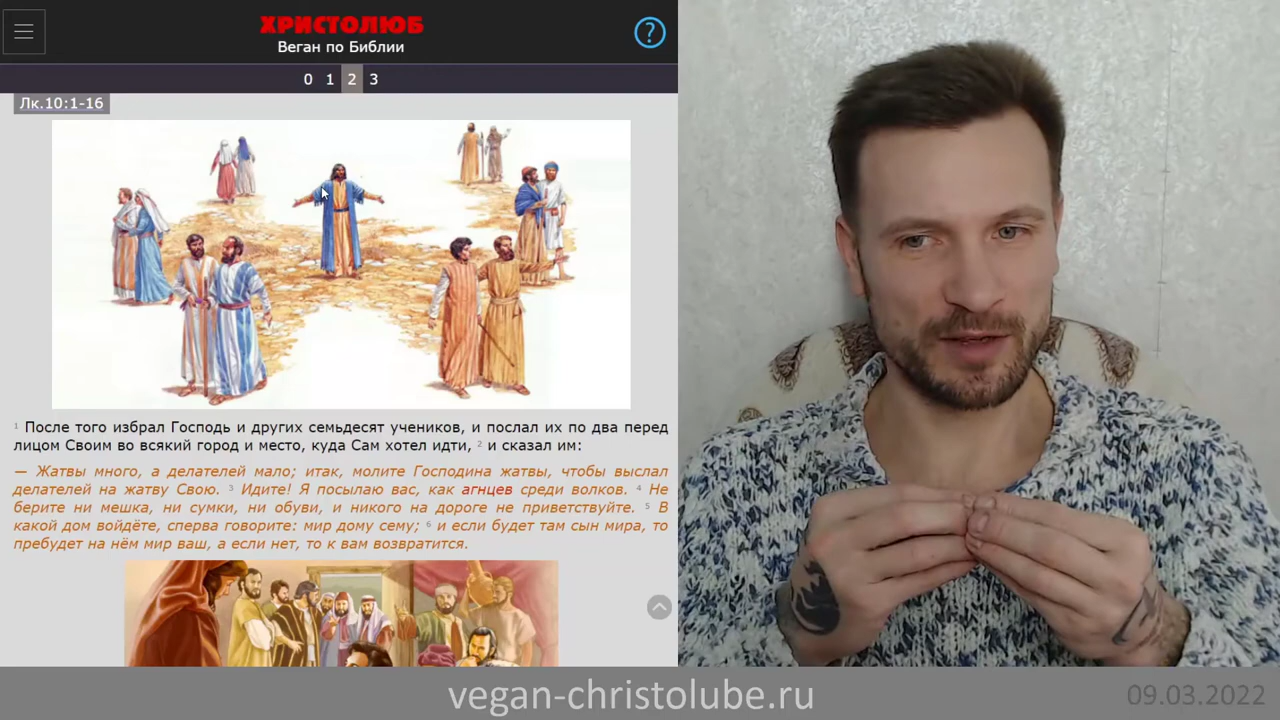 ХРИСТОЛЮБ
Веган по Библии
?
0 1 2 3
Лк.10:1-16
1 После того избрал Господь и других семьдесят учеников, и послал их по два перед
лицом Своим во всякий город и место, куда Сам хотел идти, 2 и сказал им:
— Жатвы много, а делателей мало; итак, молите Господина жатвы, чтобы выслал
делателей на жатву Свою. 3 Идите! Я посылаю вас, как агнцев среди волков. 4 Не
берите ни мешка, ни сумки, ни обуви, и никого на дороге не приветствуйте. 5 В
какой дом войдёте, сперва говорите: мир дому сему; 6 и если будет там сын мира, то
пребудет на нём мир ваш, а если нет, то к вам возвратится.
vegan-christolube.ru
09.03.2022